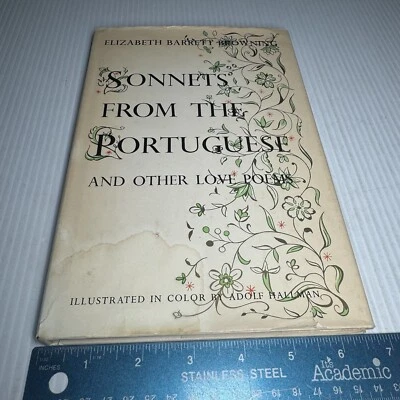 ELIZABETH BARRETT BROWNING
SONNETS
FROM THE
PORTUGUESE
AND OTHER LOVE POEMS
ILLUSTRATED IN COLOR BY ADOLF HALLMAN
1 2 3 4 5 6 7
STAINLESS STEEL
it's Academic